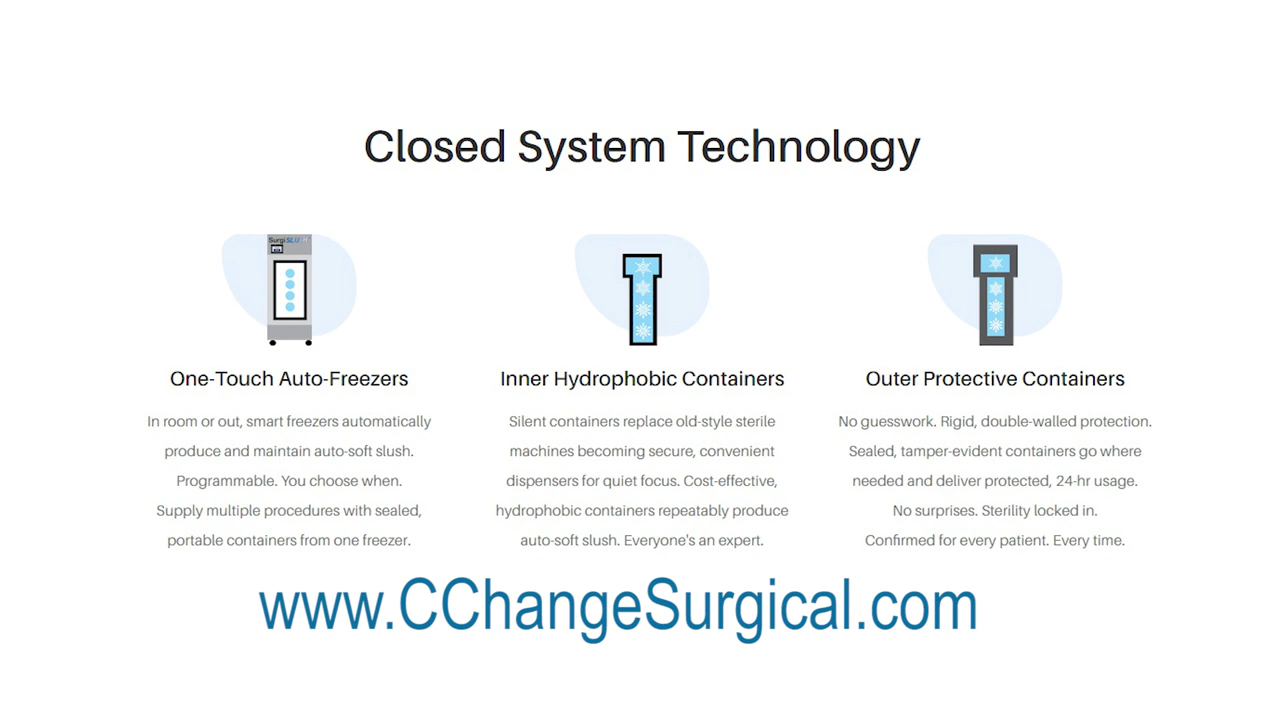 Closed System Technology
SurgiSLUSH
One-Touch Auto-Freezers
In room or out, smart freezers automatically
produce and maintain auto-soft slush.
Programmable. You choose when.
Supply multiple procedures with sealed,
portable containers from one freezer.
Inner Hydrophobic Containers
Silent containers replace old-style sterile
machines becoming secure, convenient
dispensers for quiet focus. Cost-effective,
hydrophobic containers repeatably produce
auto-soft slush. Everyone's an expert.
Outer Protective Containers
No guesswork. Rigid, double-walled protection.
Sealed, tamper-evident containers go where
needed and deliver protected, 24-hr usage.
No surprises. Sterility locked in.
Confirmed for every patient. Every time.
www.CChangeSurgical.com